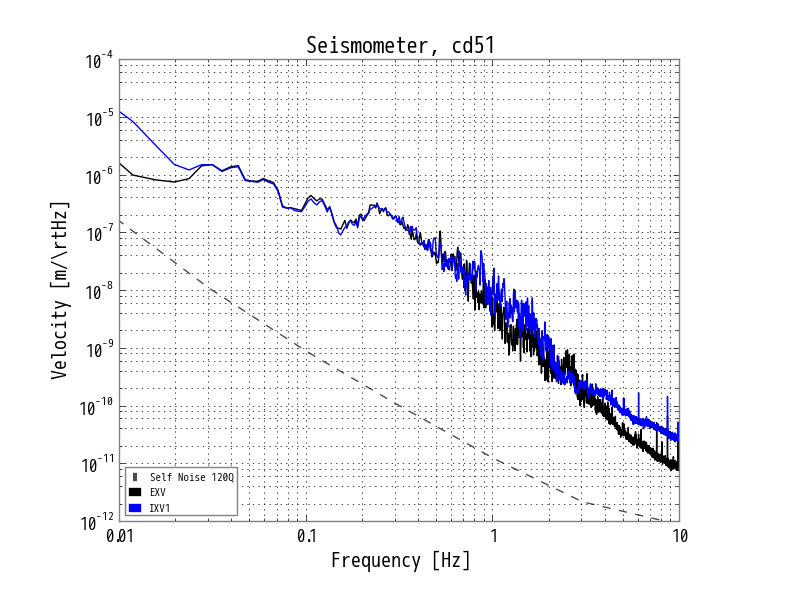 Seismometer, cd51
Velocity [m/\rtHz]
10^-4
10^-5
10^-6
10^-7
10^-8
10^-9
10^-10
10^-11
10^-12
Self Noise 120Q
EXV
IXV1
0.01
0.1
1
10
Frequency [Hz]